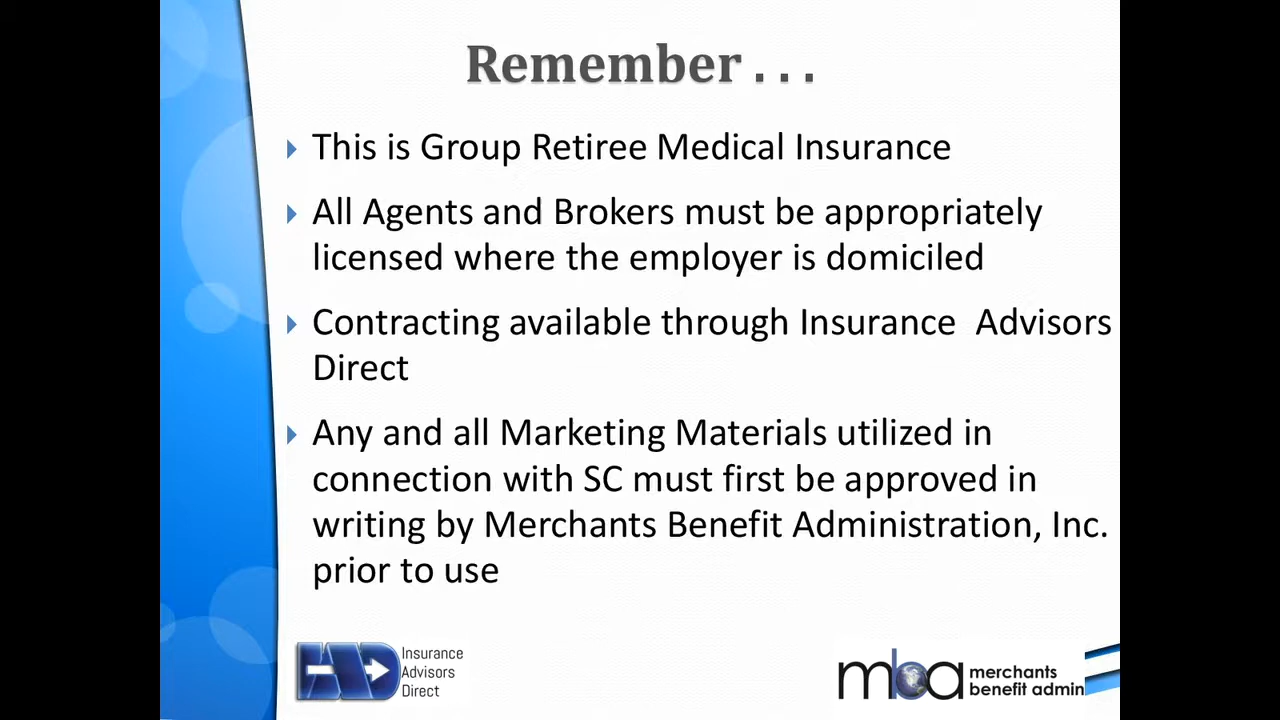 Remember . . .
This is Group Retiree Medical Insurance
All Agents and Brokers must be appropriately
licensed where the employer is domiciled
Contracting available through Insurance  Advisors
Direct
Any and all Marketing Materials utilized in
connection with SC must first be approved in
writing by Merchants Benefit Administration, Inc.
prior to use
IAD
Insurance
Advisors
Direct
mba
merchants
benefit admin